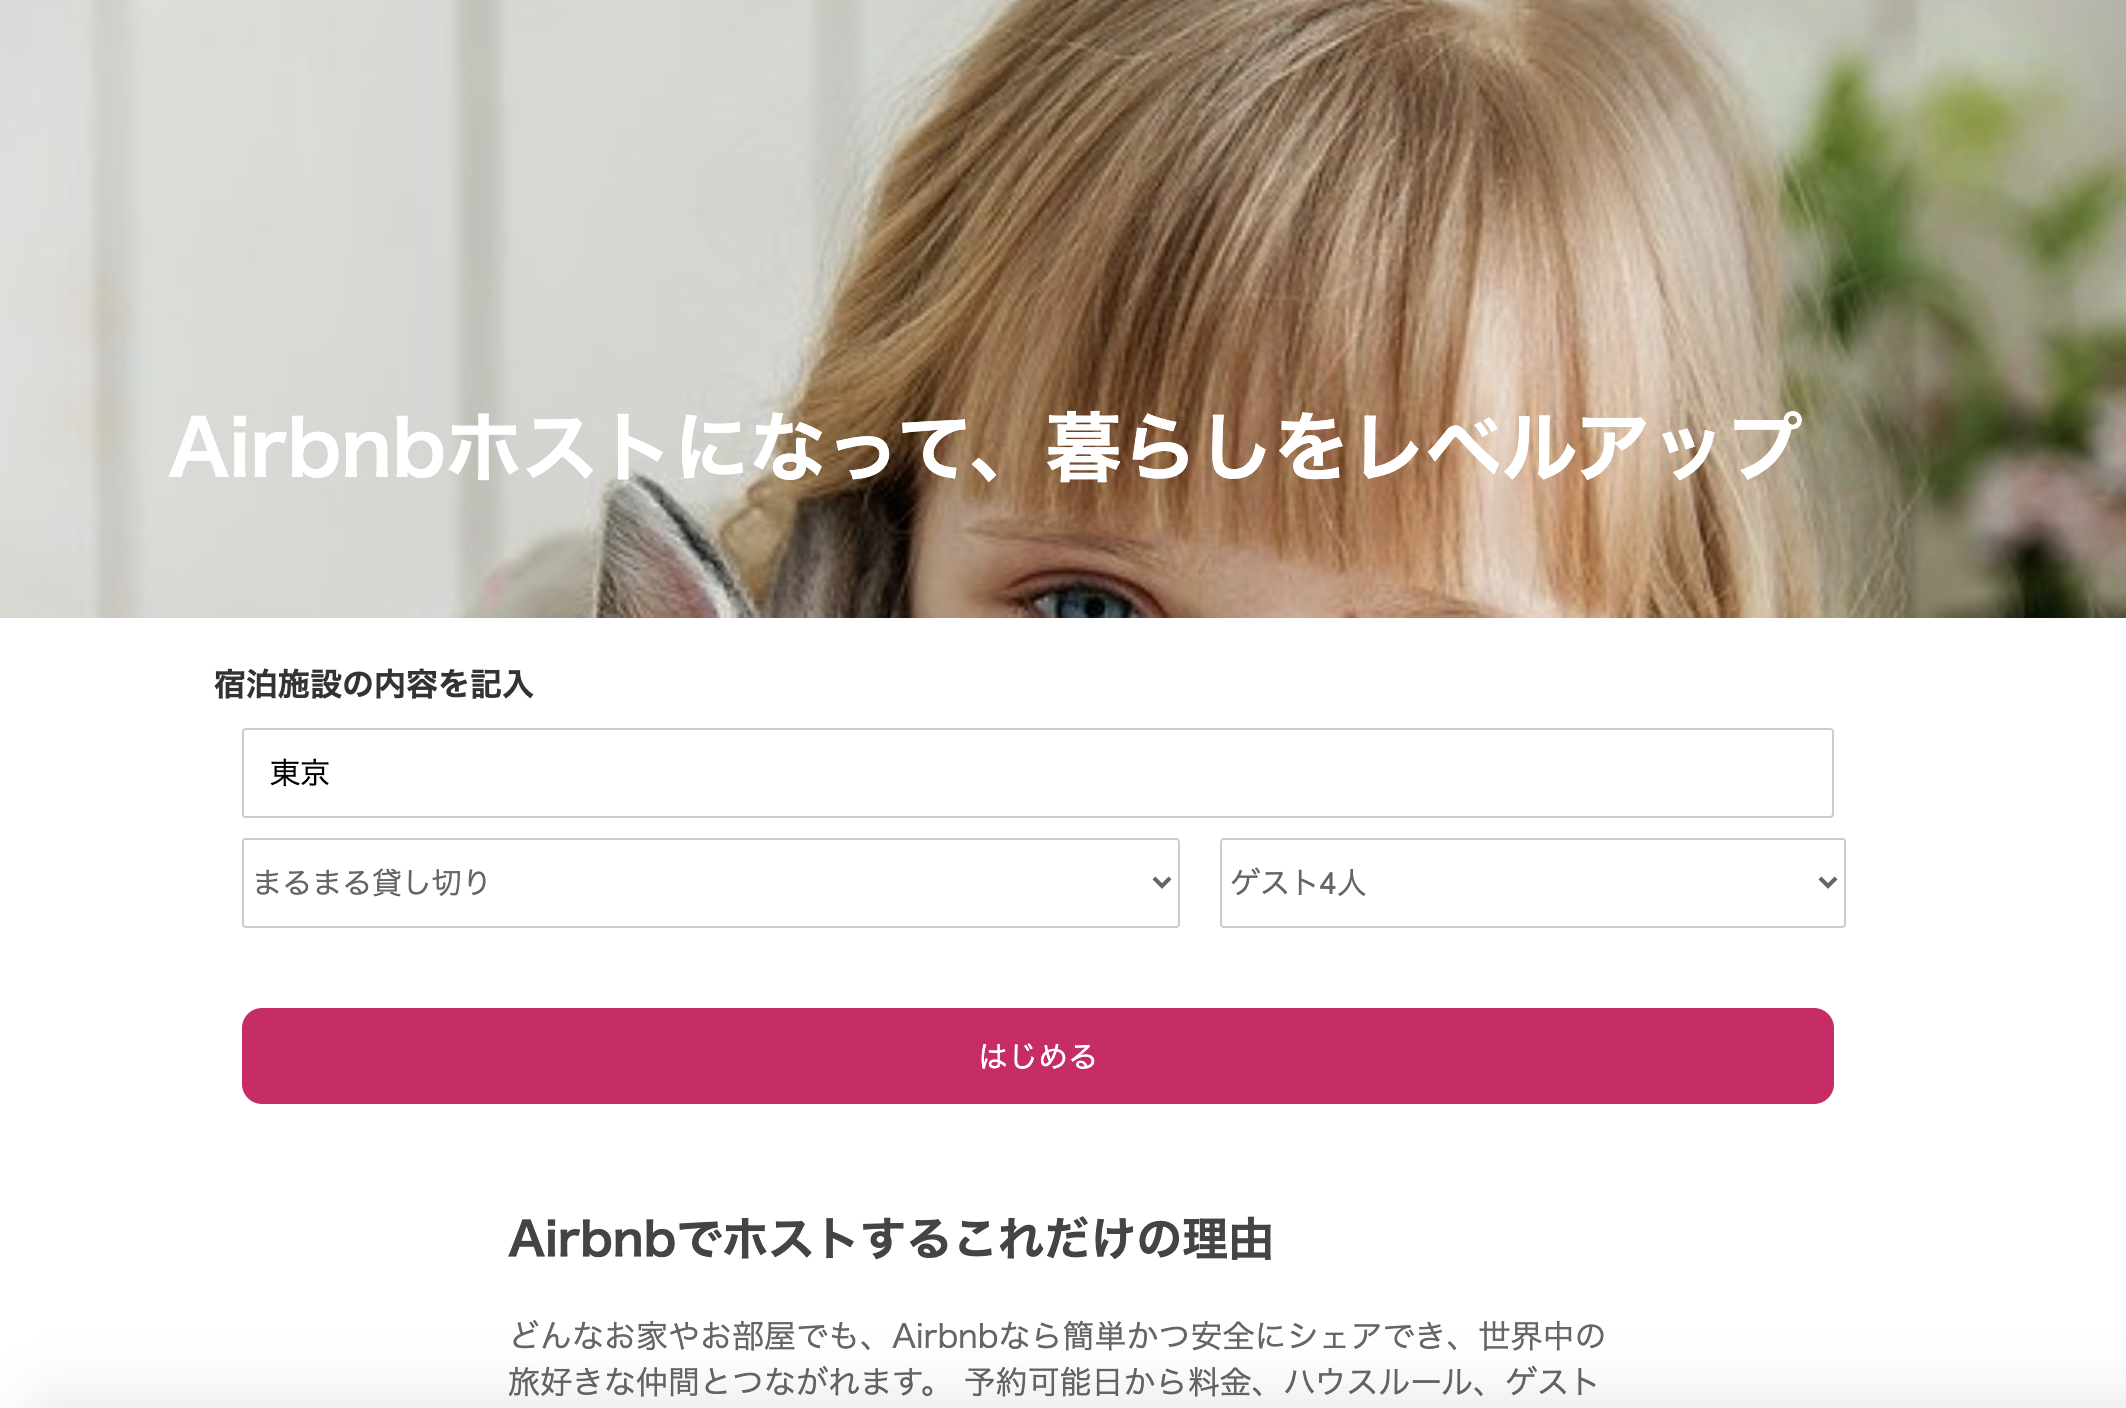 Airbnbホストになって、暮らしをレベルアップ
宿泊施設の内容を記入
東京
まるまる貸し切り ゲスト4人
はじめる
Airbnbでホストするこれだけの理由
どんなお家やお部屋でも、Airbnbなら簡単かつ安全にシェアでき、世界中の
旅好きな仲間とつながれます。 予約可能日から料金、ハウスルール、ゲスト